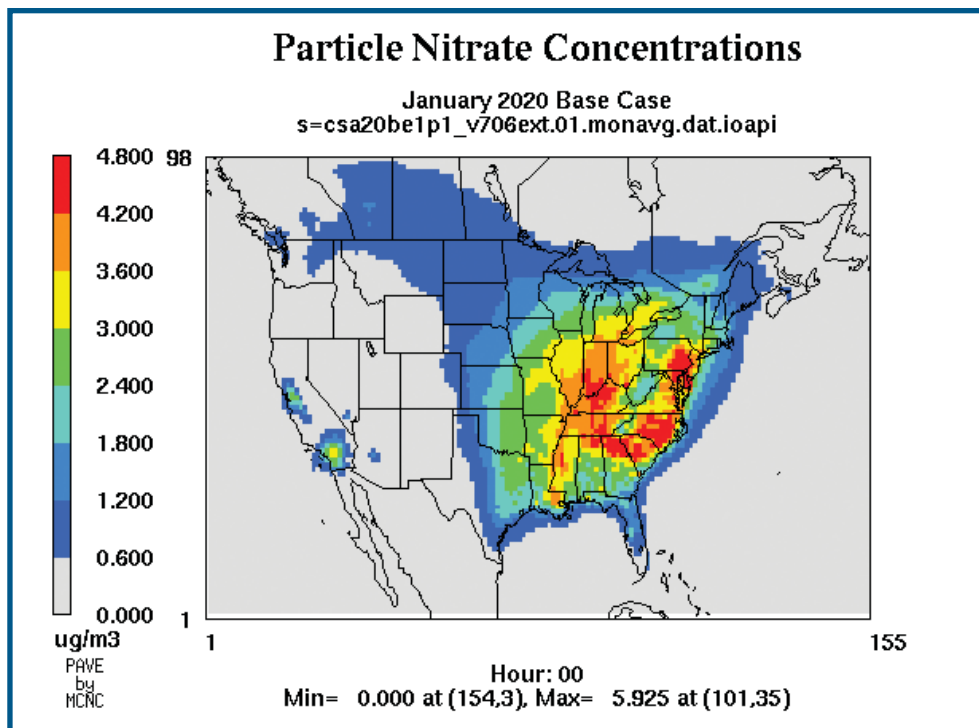 Particle Nitrate Concentrations
January 2020 Base Case
s=csa20be1p1_v706ext.01.monavg.dat.ioapi
4.800
4.200
3.600
3.000
2.400
1.800
1.200
0.600
0.000
ug/m3
PAVE
by
MCNC
98
1
1 155
Hour: 00
Min= 0.000 at (154,3), Max= 5.925 at (101,35)